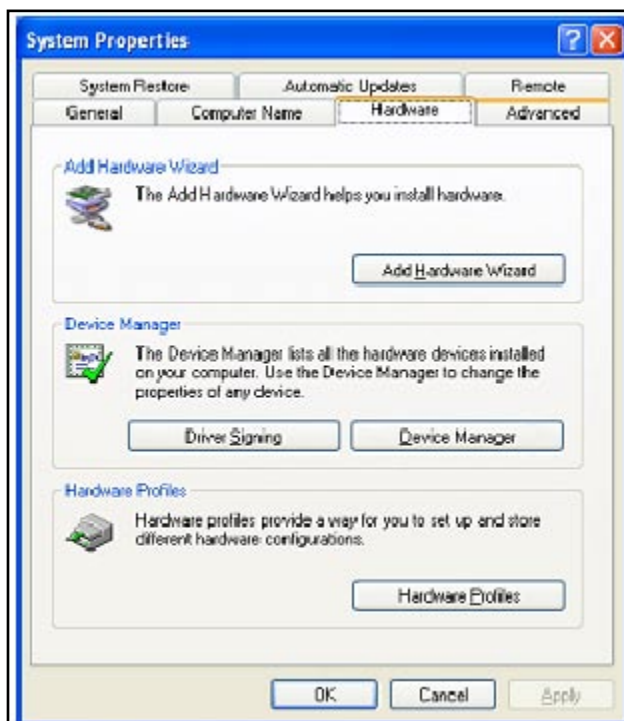 System Properties
System Restore
Automatic Updates
Remote
General
Computer Name
Hardware
Advanced
Add Hardware Wizard
The Add Hardware Wizard helps you install hardware.
Add Hardware Wizard
Device Manager
The Device Manager lists all the hardware devices installed
on your computer. Use the Device Manager to change the
properties of any device.
Driver Signing
Device Manager
Hardware Profiles
Hardware profiles provide a way for you to set up and store
different hardware configurations.
Hardware Profiles
OK
Cancel
Apply